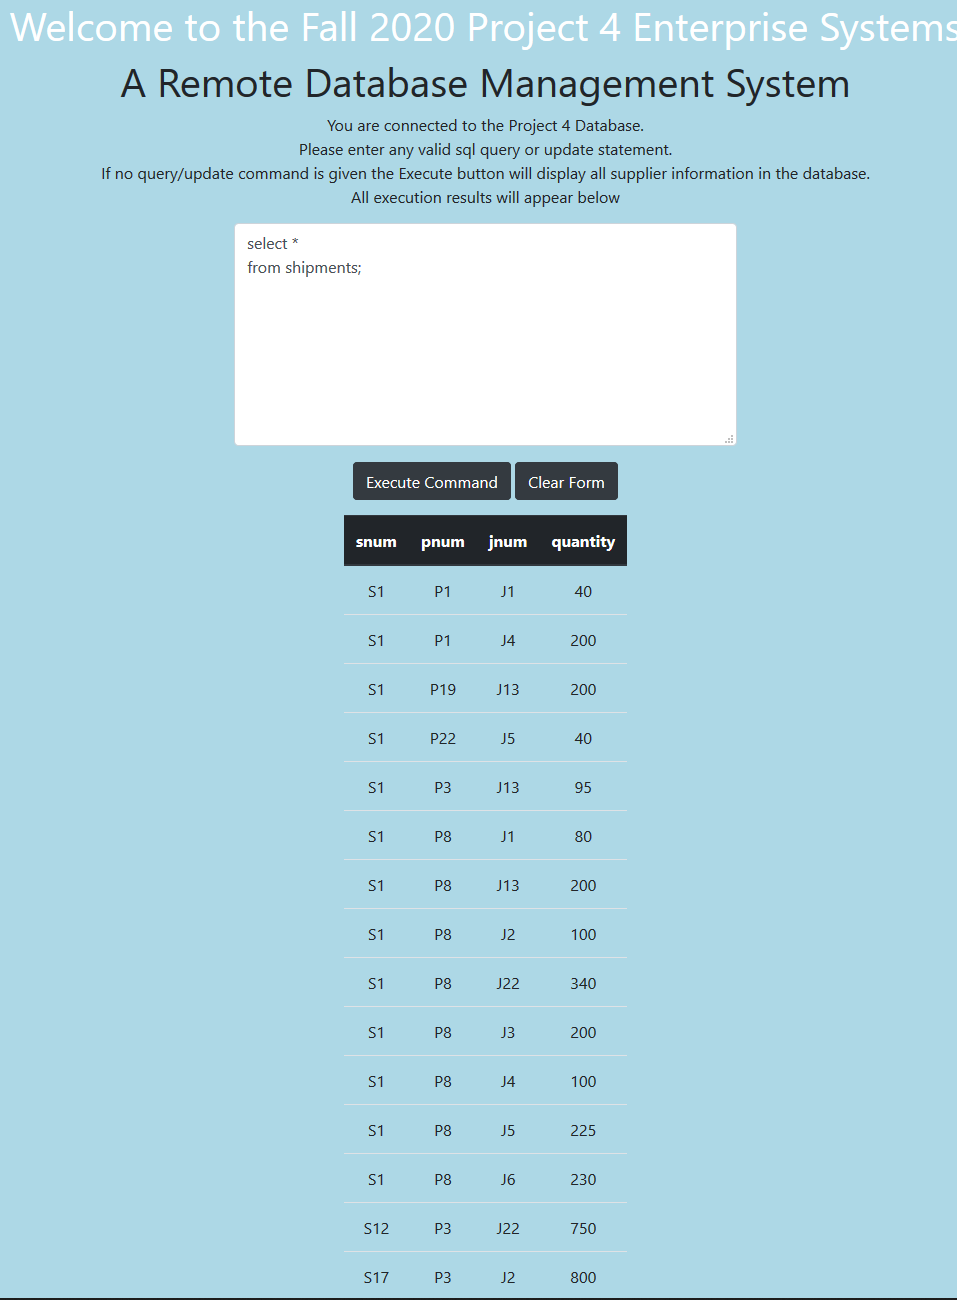 Welcome to the Fall 2020 Project 4 Enterprise Systems
A Remote Database Management System
You are connected to the Project 4 Database.
Please enter any valid sql query or update statement.
If no query/update command is given the Execute button will display all supplier information in the database.
All execution results will appear below
select *
from shipments;
Execute Command Clear Form
snum pnum jnum quantity
S1 P1 J1 40
S1 P1 J4 200
S1 P19 J13 200
S1 P22 J5 40
S1 P3 J13 95
S1 P8 J1 80
S1 P8 J13 200
S1 P8 J2 100
S1 P8 J22 340
S1 P8 J3 200
S1 P8 J4 100
S1 P8 J5 225
S1 P8 J6 230
S12 P3 J22 750
S17 P3 J2 800